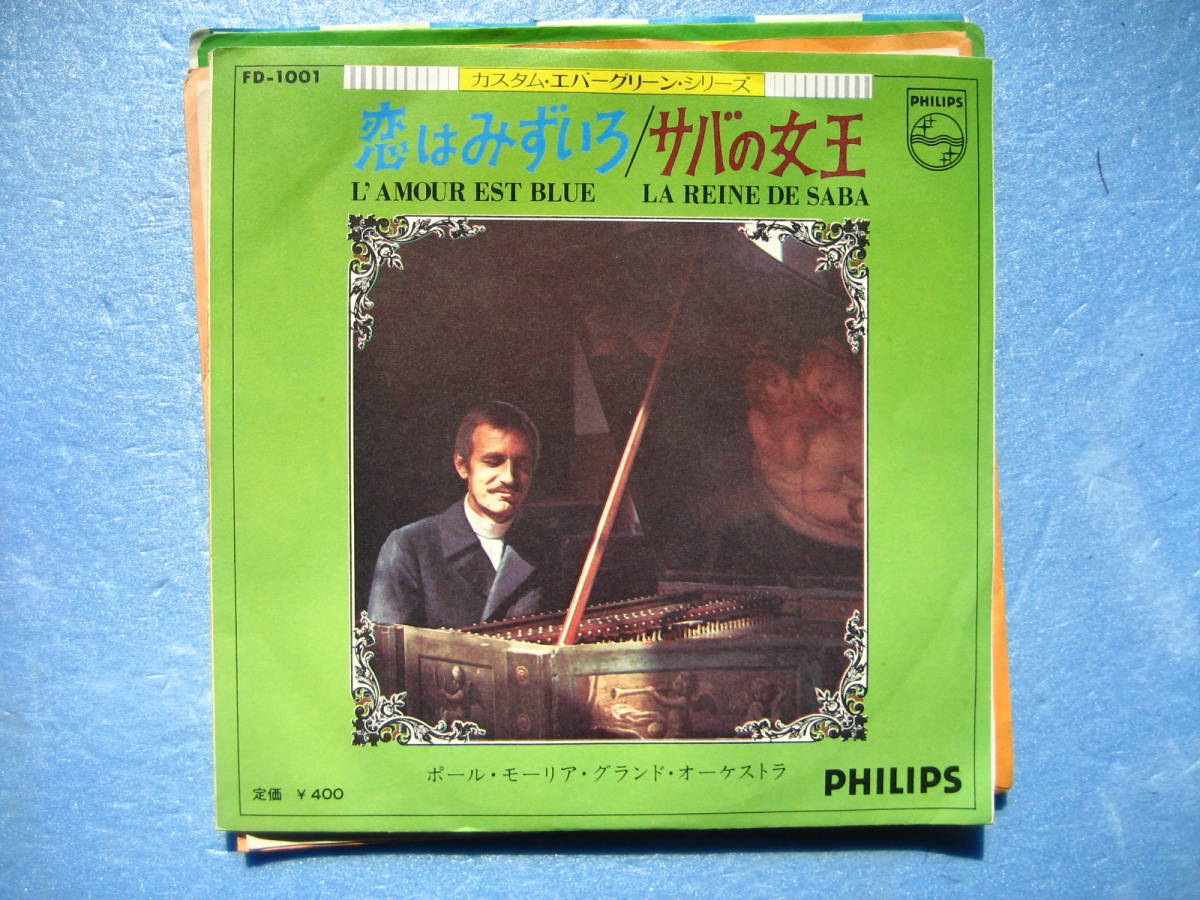 FD-1001
カスタム・エバーグリーン・シリーズ
PHILIPS
恋はみずいろ/サバの女王
L'AMOUR EST BLUE LA REINE DE SABA
ポール・モーリア・グランド・オーケストラ
PHILIPS
定価 ¥400